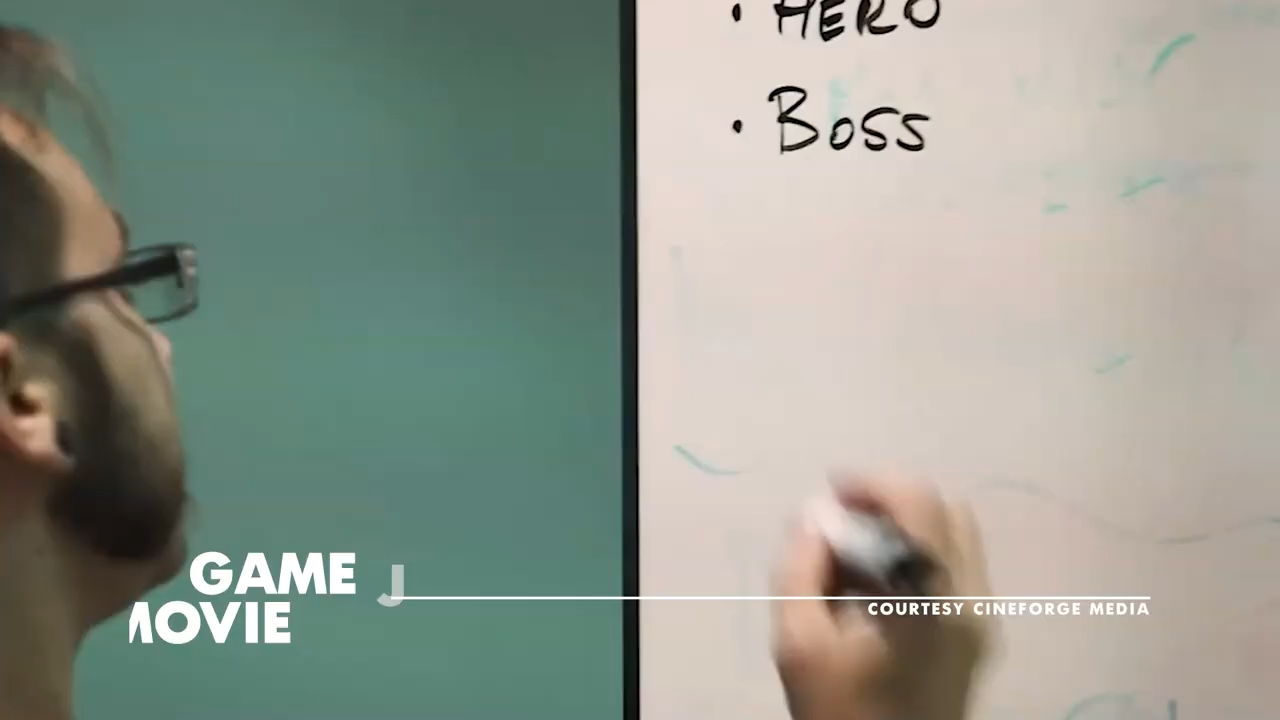 • HERO
• BOSS
GAME J
MOVIE
COURTESY CINEFORGE MEDIA